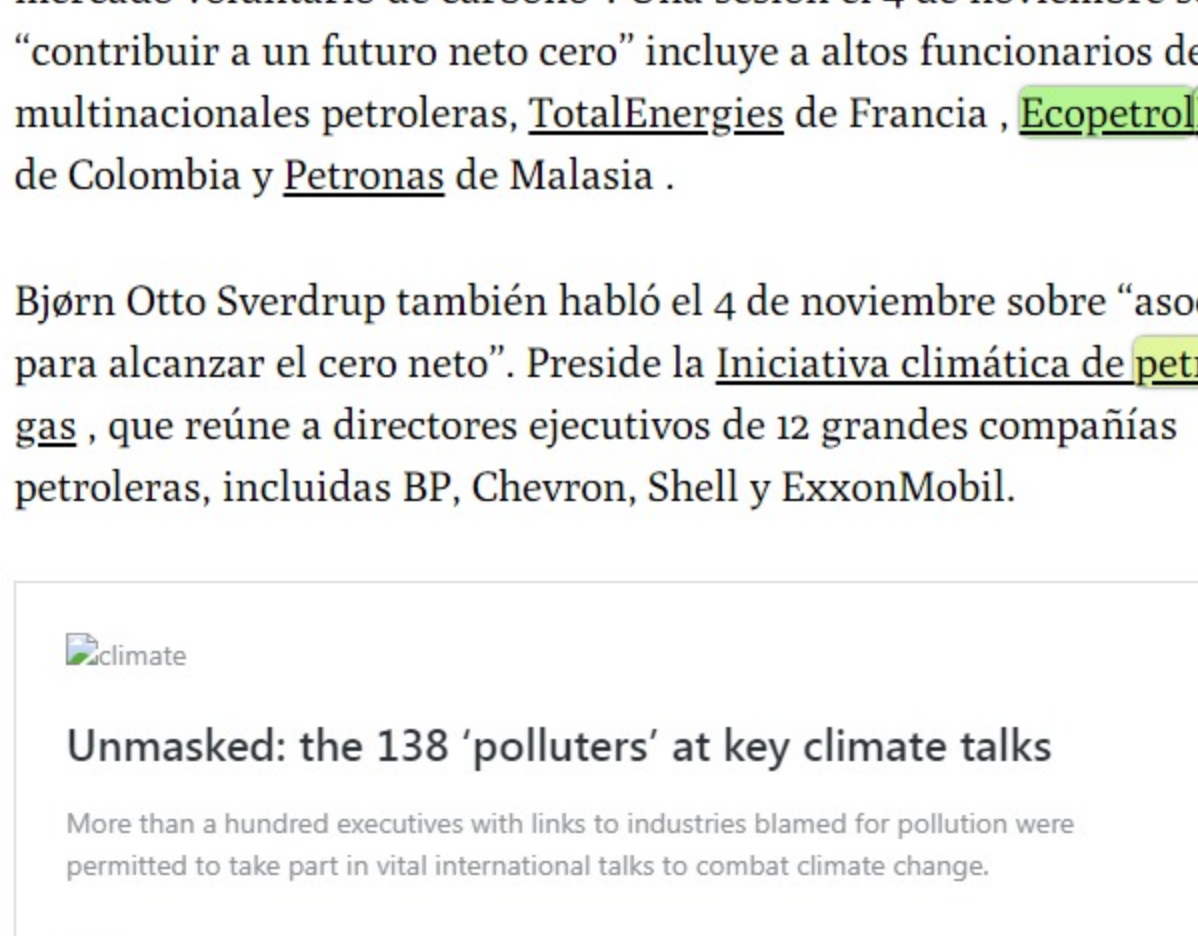 “contribuir a un futuro neto cero” incluye a altos funcionarios de
multinacionales petroleras, TotalEnergies de Francia , Ecopetrol
de Colombia y Petronas de Malasia .
Bjørn Otto Sverdrup también habló el 4 de noviembre sobre “aso
para alcanzar el cero neto”. Preside la Iniciativa climática de
gas , que reúne a directores ejecutivos de 12 grandes compañías
petroleras, incluidas BP, Chevron, Shell y ExxonMobil.
climate
Unmasked: the 138 ‘polluters’ at key climate talks
More than a hundred executives with links to industries blamed for pollution were
permitted to take part in vital international talks to combat climate change.